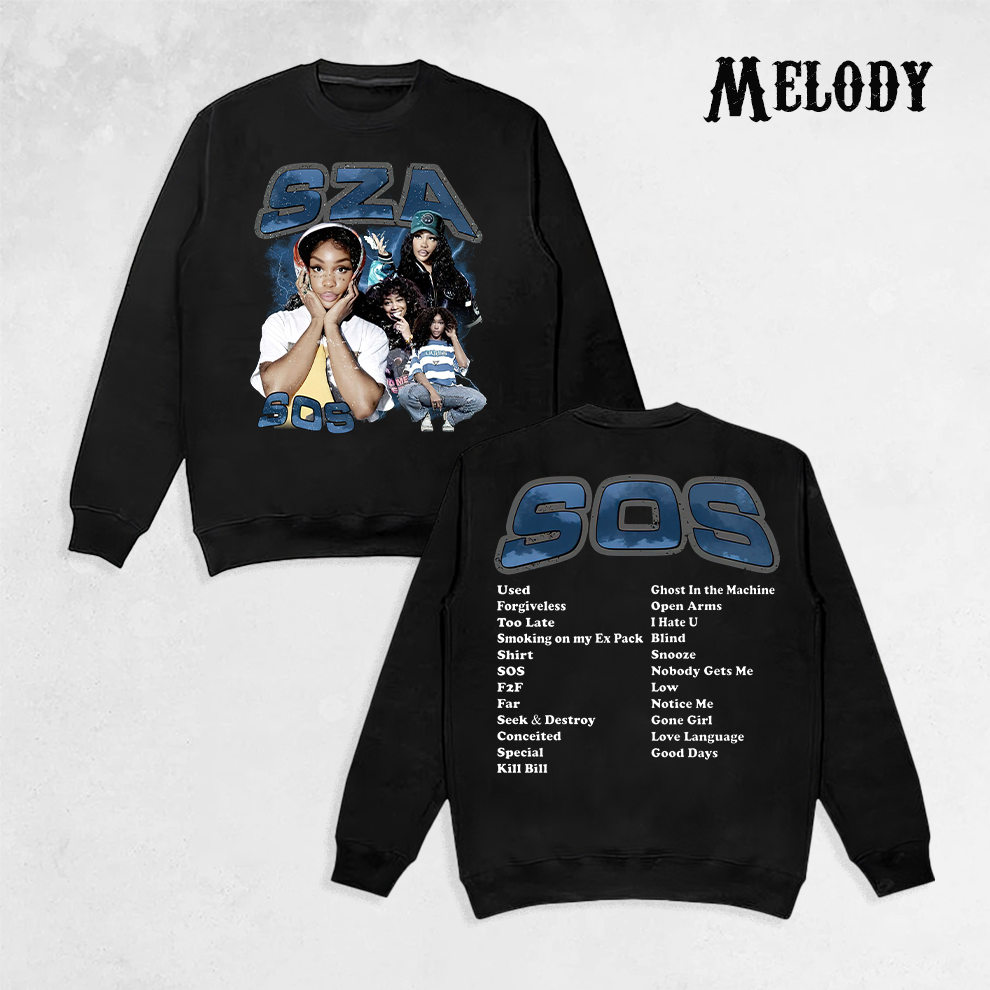 MELODY
SZA
SOS
SOS
Used
Forgiveless
Too Late
Smoking on my Ex Pack
Shirt
SOS
F2F
Far
Seek & Destroy
Conceited
Special
Kill Bill
Ghost In the Machine
Open Arms
I Hate U
Blind
Snooze
Nobody Gets Me
Low
Notice Me
Gone Girl
Love Language
Good Days